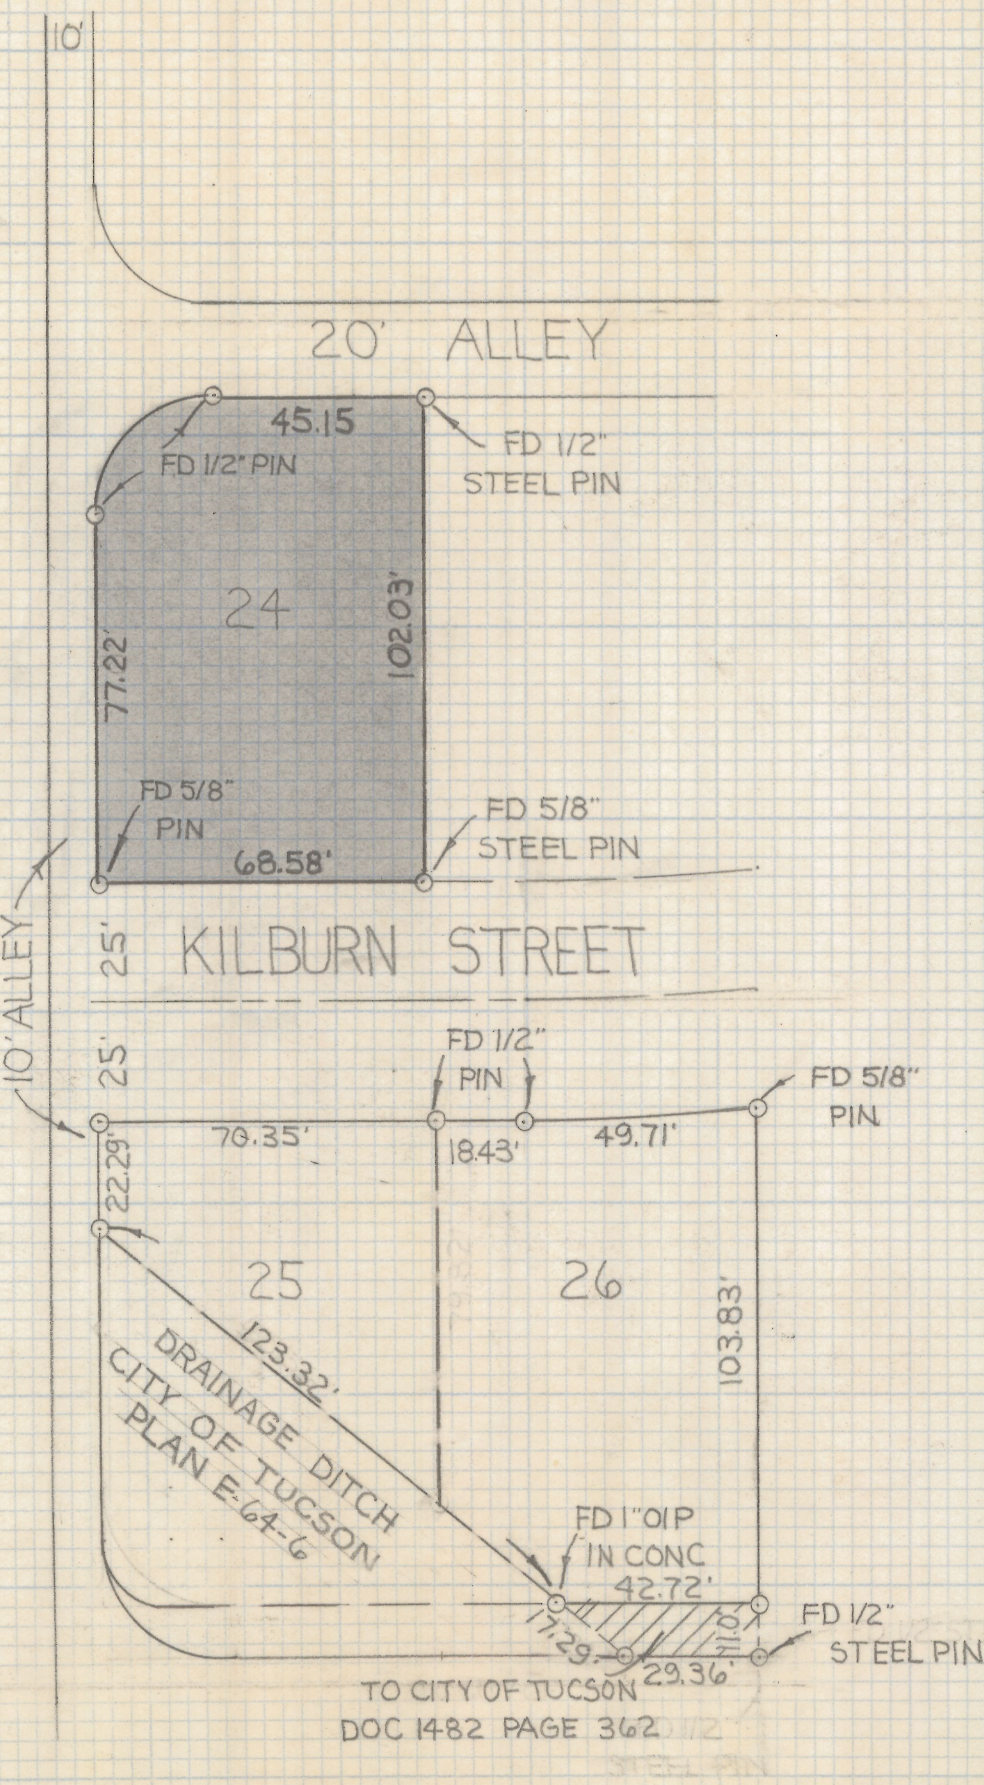 10'
20' ALLEY
45.15
FD 1/2" PIN
FD 1/2"
STEEL PIN
24
102.03'
77.22'
FD 5/8"
PIN
68.58'
FD 5/8"
STEEL PIN
10' ALLEY
25'
KILBURN STREET
25'
FD 1/2"
PIN
FD 5/8"
PIN
70.35'
18.43'
49.71'
22.29'
25
26
103.83'
123.32'
DRAINAGE DITCH
CITY OF TUCSON
PLAN E-64-6
FD 1" OIP
IN CONC
42.72'
17.29'
FD 1/2"
STEEL PIN
29.36'
TO CITY OF TUCSON
DOC 1482 PAGE 362
STEEL PIN